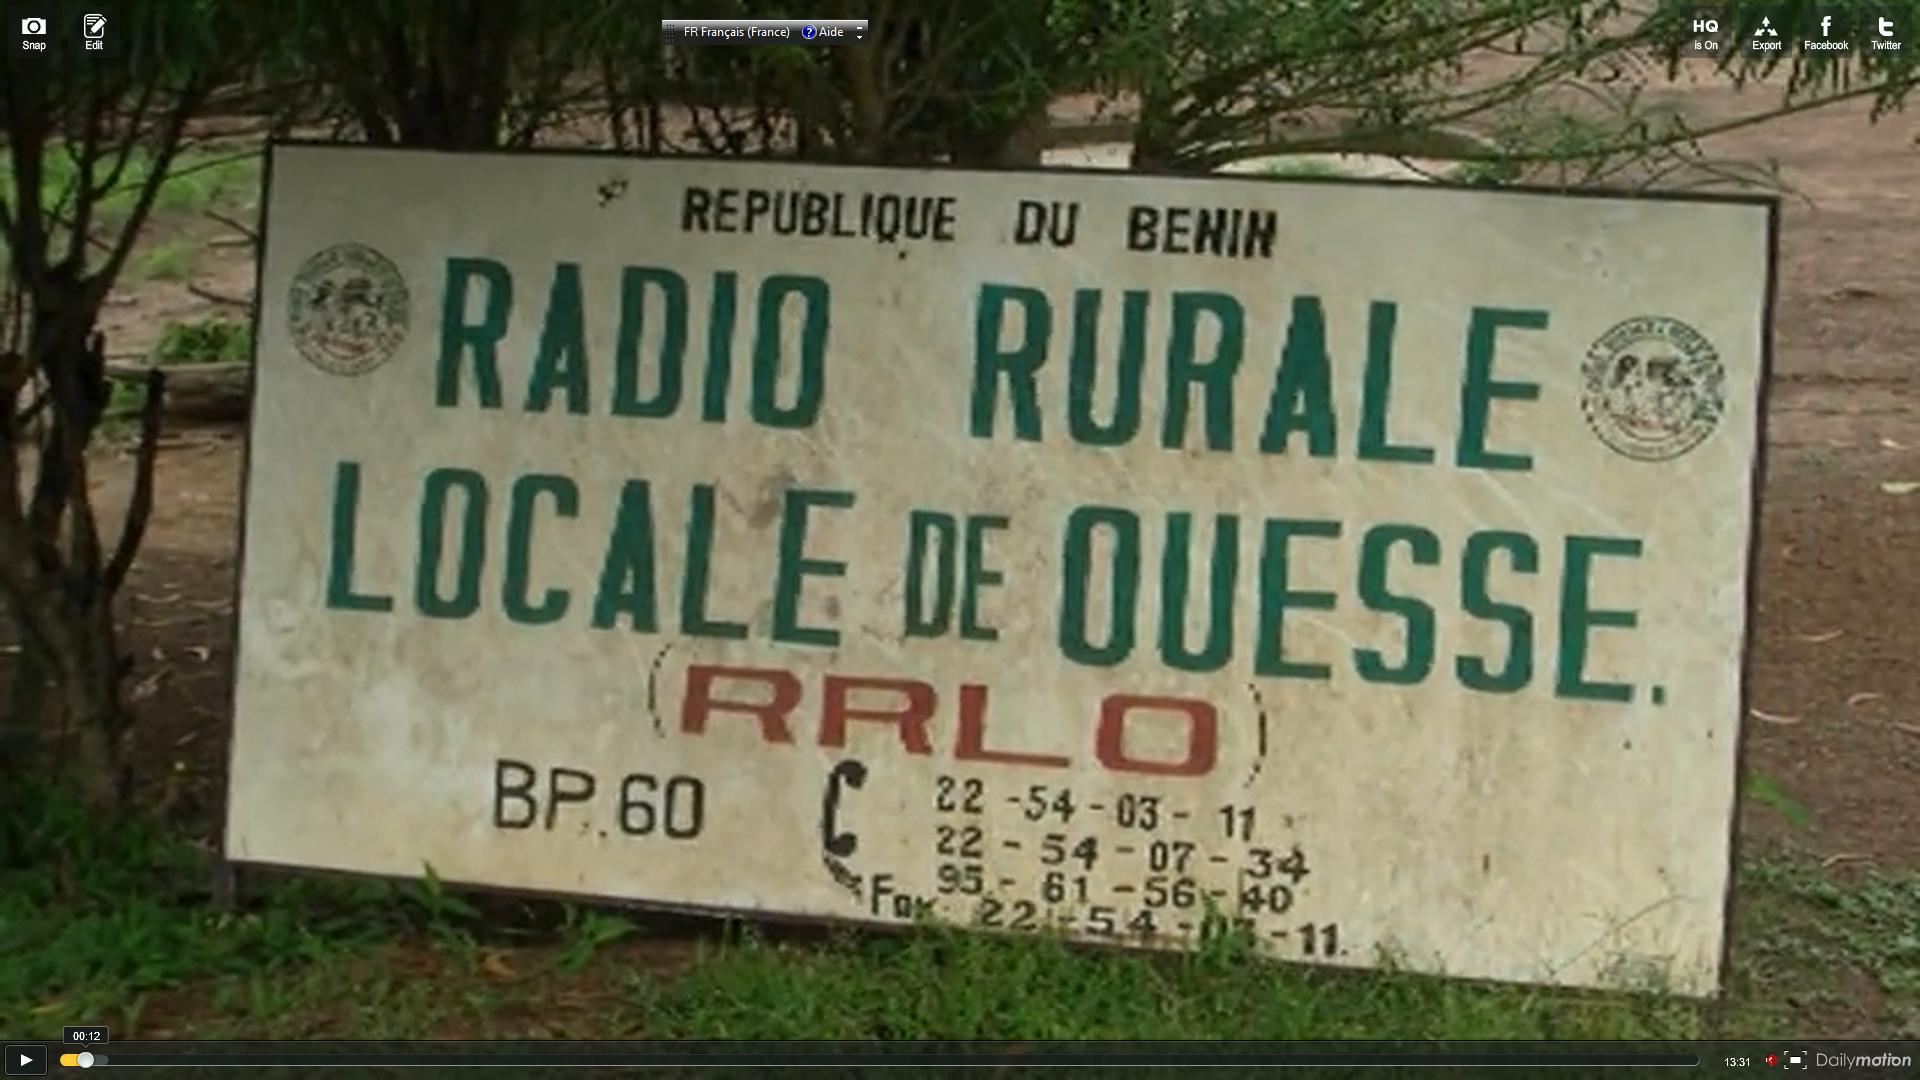 Snap
Edit
FR Français (France) ? Aide
HQ
is On
Export
Facebook
Twitter
REPUBLIQUE DU BENIN
RADIO RURALE
LOCALE DE OUESSE.
(RRLO)
BP.60
22 -54-03- 11
22 - 54 - 07 - 34
95 - 61 - 56 - 40
Fax 22 - 54 - 03 - 11.
00:12
13:31
Dailymotion